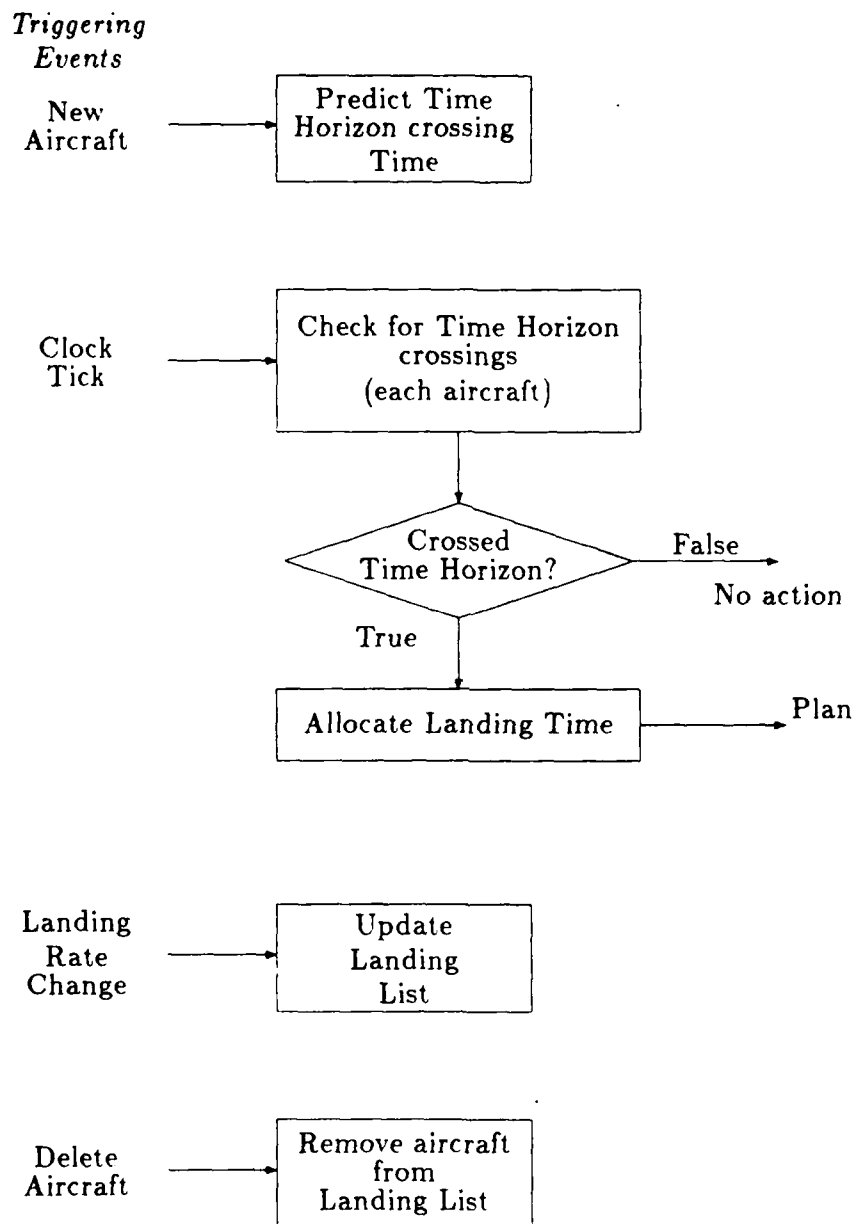 Triggering
Events
New
Aircraft
Predict Time
Horizon crossing
Time
Clock
Tick
Check for Time Horizon
crossings
(each aircraft)
Crossed
Time Horizon?
False
No action
True
Allocate Landing Time
Plan
Landing
Rate
Change
Update
Landing
List
Delete
Aircraft
Remove aircraft
from
Landing List